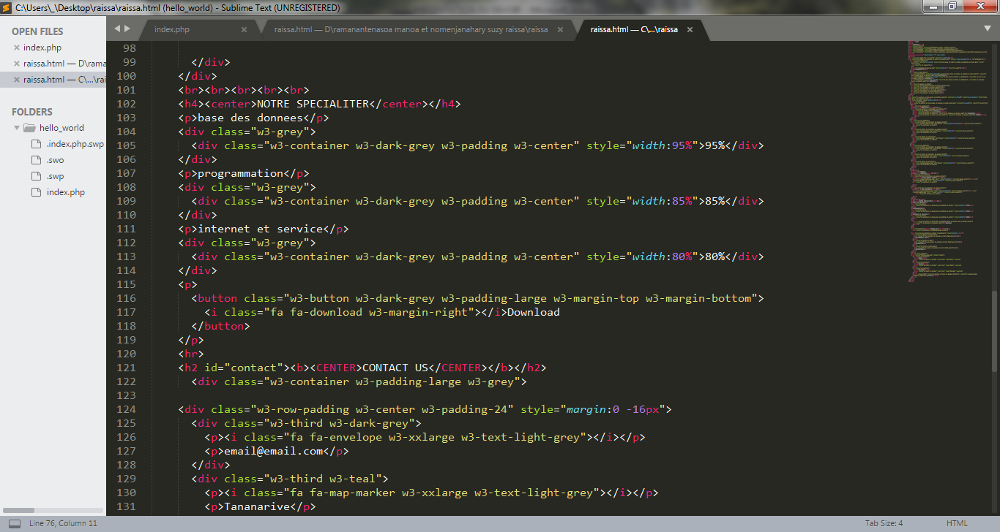 C:\Users\_\Desktop\raissa\raissa.html (hello_world) - Sublime Text (UNREGISTERED)
OPEN FILES
index.php
raissa.html — D\rama
raissa.html — C\...\rai
FOLDERS
hello_world
.index.php.swp
.swo
.swp
index.php
index.php
raissa.html — D\ramanantenasoa manoa et nomenjanahary suzy raissa\raissa
raissa.html — C\...\raissa
98
99 </div>
100 </div>
101 <br><br><br><br><br>
102 <h4><center>NOTRE SPECIALITER</center></h4>
103 <p>base des donnees</p>
104 <div class="w3-grey">
105 <div class="w3-container w3-dark-grey w3-padding w3-center" style="width:95%">95%</div>
106 </div>
107 <p>programmation</p>
108 <div class="w3-grey">
109 <div class="w3-container w3-dark-grey w3-padding w3-center" style="width:85%">85%</div>
110 </div>
111 <p>internet et service</p>
112 <div class="w3-grey">
113 <div class="w3-container w3-dark-grey w3-padding w3-center" style="width:80%">80%</div>
114 </div>
115 <p>
116 <button class="w3-button w3-dark-grey w3-padding-large w3-margin-top w3-margin-bottom">
117 <i class="fa fa-download w3-margin-right"></i>Download
118 </button>
119 </p>
120 <hr>
121 <h2 id="contact"><b><CENTER>CONTACT US</CENTER></b></h2>
122 <div class="w3-container w3-padding-large w3-grey">
123
124 <div class="w3-row-padding w3-center w3-padding-24" style="margin:0 -16px">
125 <div class="w3-third w3-dark-grey">
126 <p><i class="fa fa-envelope w3-xxlarge w3-text-light-grey"></i></p>
127 <p>email@email.com</p>
128 </div>
129 <div class="w3-third w3-teal">
130 <p><i class="fa fa-map-marker w3-xxlarge w3-text-light-grey"></i></p>
131 <p>Tananarive</p>
Line 76, Column 11
Tab Size: 4
HTML